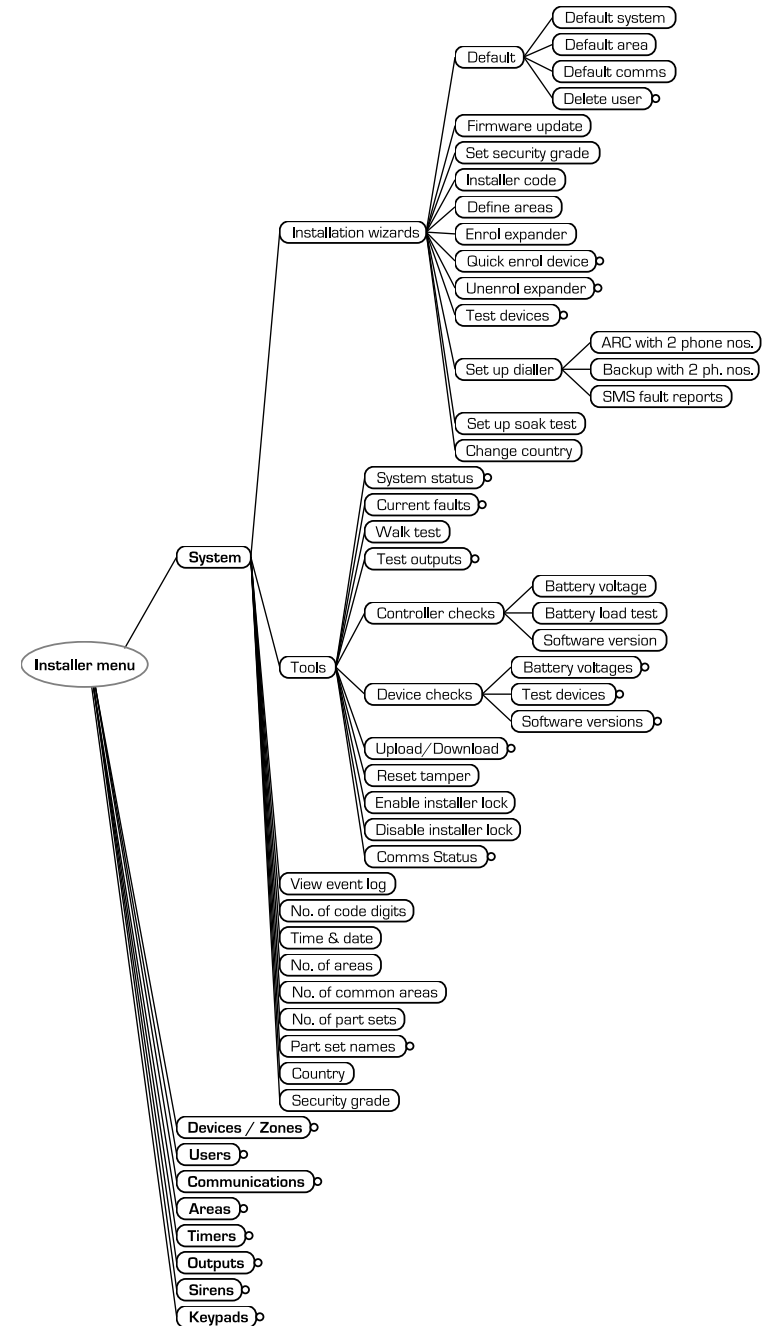 Default system
Default area
Default
Default comms
Delete user
Firmware update
Set security grade
Installer code
Define areas
Installation wizards
Enrol expander
Quick enrol device
Unenrol expander
Test devices
ARC with 2 phone nos.
Set up dialler
Backup with 2 ph. nos.
SMS fault reports
Set up soak test
Change country
System status
Current faults
Walk test
System
Test outputs
Battery voltage
Controller checks
Battery load test
Software version
Installer menu
Tools
Battery voltages
Device checks
Test devices
Software versions
Upload/Download
Reset tamper
Enable installer lock
Disable installer lock
Comms Status
View event log
No. of code digits
Time & date
No. of areas
No. of common areas
No. of part sets
Part set names
Country
Security grade
Devices / Zones
Users
Communications
Areas
Timers
Outputs
Sirens
Keypads